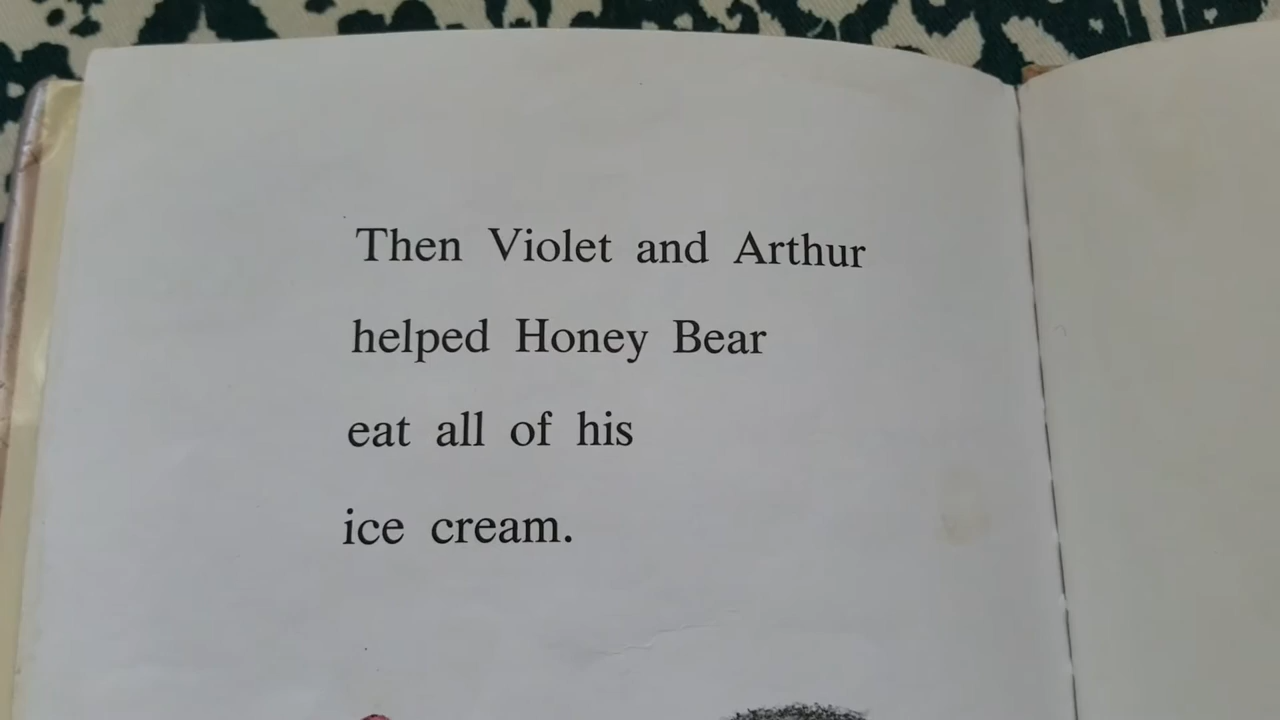 Then Violet and Arthur
helped Honey Bear
eat all of his
ice cream.